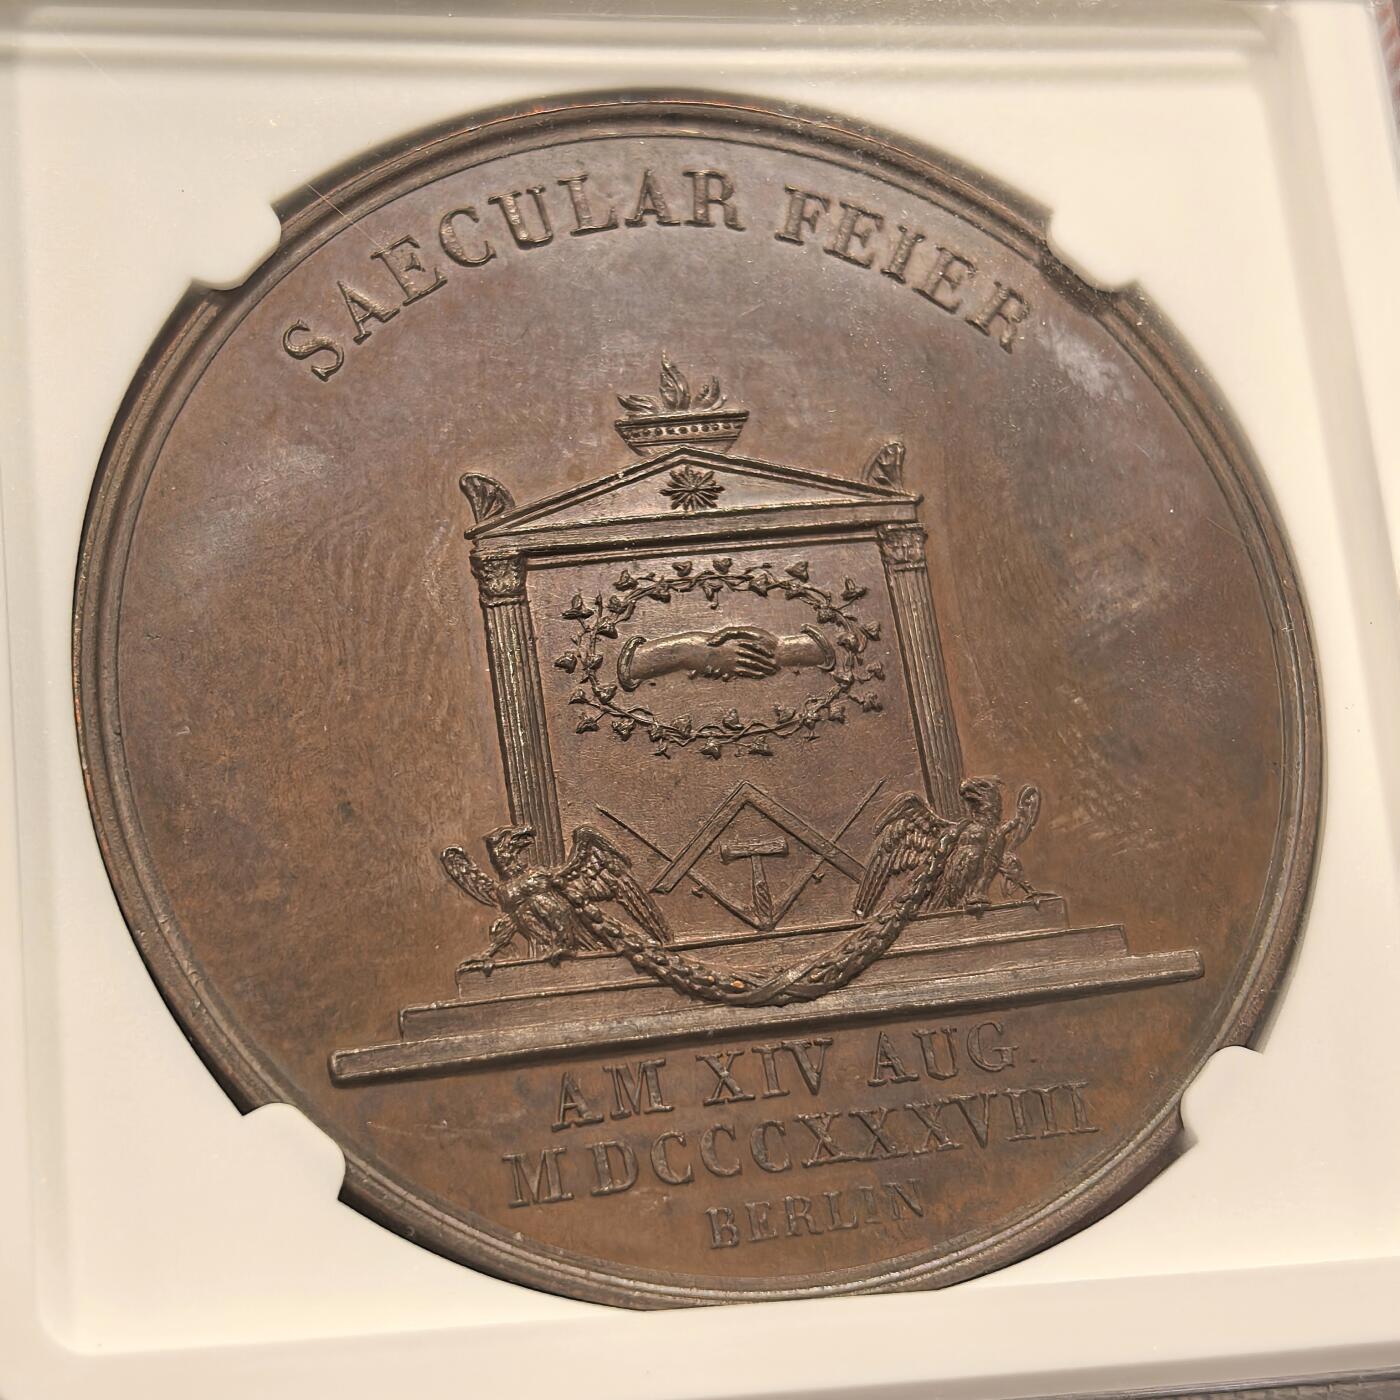 SAECULAR FEIER
AM XIV AUG
MDCCCXXXVIII
BERLIN